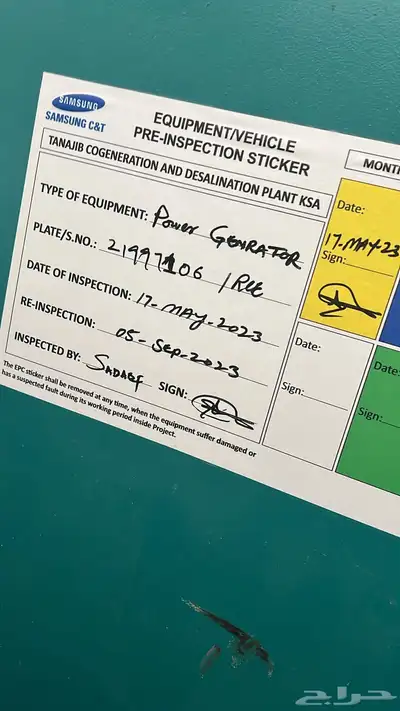 SAMSUNG
SAMSUNG C&T
EQUIPMENT/VEHICLE
PRE-INSPECTION STICKER
TANAJIB COGENERATION AND DESALINATION PLANT KSA
TYPE OF EQUIPMENT: Power GENRATOR
PLATE/S.NO.: 21997106 /REE
DATE OF INSPECTION: 17-MAY-2023
RE-INSPECTION: 05-SEP-2023
INSPECTED BY: SADAEF SIGN:
The EPC sticker shall be removed at any time, when the equipment suffer damaged or
has a suspected fault during its working period inside Project.
MONT
Date:
17-MAY-23
Sign:
Date:
Sign:
Date:
Sign:
حراج